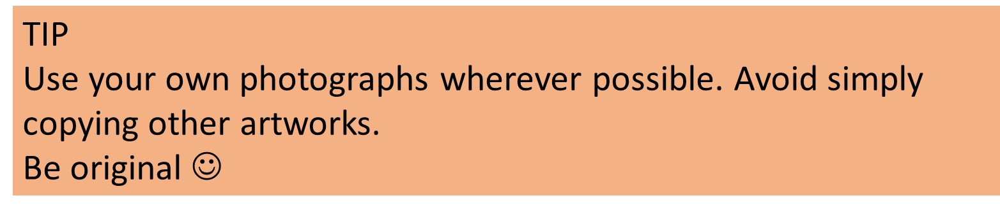 TIP
Use your own photographs wherever possible. Avoid simply
copying other artworks.
Be original ☺